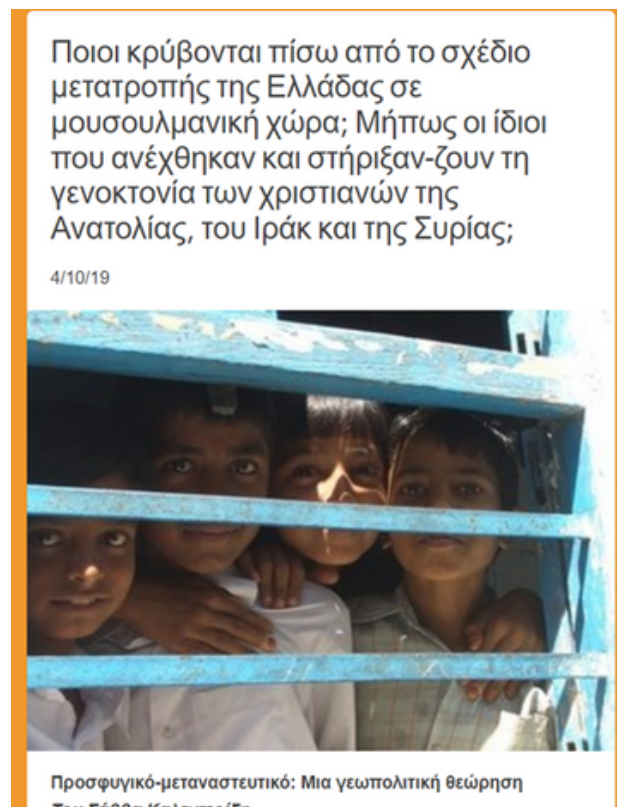 Ποιοι κρύβονται πίσω από το σχέδιο
μετατροπής της Ελλάδας σε
μουσουλμανική χώρα; Μήπως οι ίδιοι
που ανέχθηκαν και στήριξαν-ζουν τη
γενοκτονία των χριστιανών της
Ανατολίας, του Ιράκ και της Συρίας;
4/10/19
Προσφυγικό-μεταναστευτικό: Μια γεωπολιτική θεώρηση